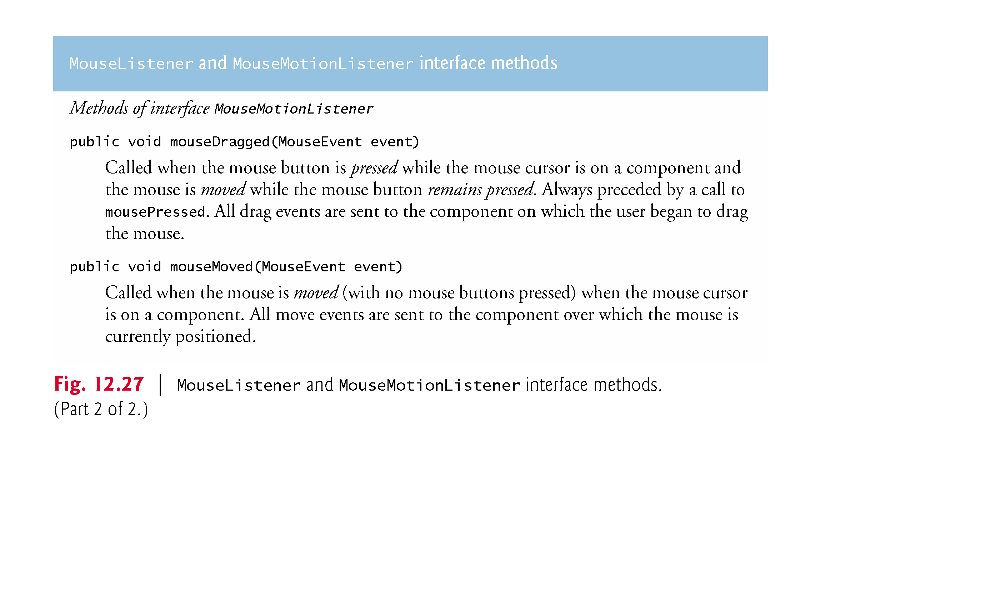 MouseListener and MouseMotionListener interface methods
Methods of interface MouseMotionListener
public void mouseDragged(MouseEvent event)
Called when the mouse button is pressed while the mouse cursor is on a component and
the mouse is moved while the mouse button remains pressed. Always preceded by a call to
mousePressed. All drag events are sent to the component on which the user began to drag
the mouse.
public void mouseMoved(MouseEvent event)
Called when the mouse is moved (with no mouse buttons pressed) when the mouse cursor
is on a component. All move events are sent to the component over which the mouse is
currently positioned.
Fig. 12.27 | MouseListener and MouseMotionListener interface methods.
(Part 2 of 2.)